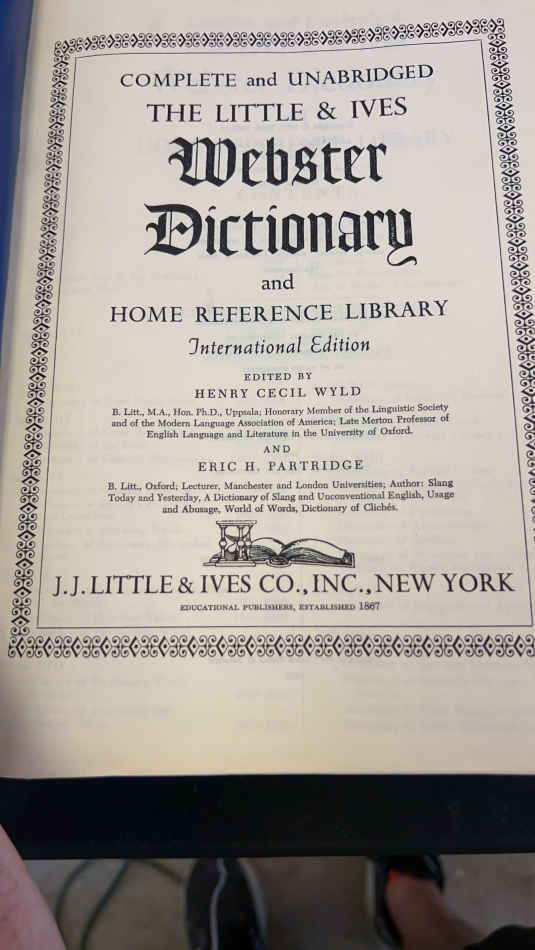 COMPLETE and UNABRIDGED
THE LITTLE & IVES
Webster
Dictionary
and
HOME REFERENCE LIBRARY
International Edition
EDITED BY
HENRY CECIL WYLD
B. Litt., M.A., Hon. Ph.D., Uppsala; Honorary Member of the Linguistic Society
and of the Modern Language Association of America; Late Merton Professor of
English Language and Literature in the University of Oxford.
AND
ERIC H. PARTRIDGE
B. Litt., Oxford; Lecturer, Manchester and London Universities; Author: Slang
Today and Yesterday, A Dictionary of Slang and Unconventional English, Usage
and Abusage, World of Words, Dictionary of Clichés.
J. J. LITTLE & IVES CO., INC., NEW YORK
EDUCATIONAL PUBLISHERS, ESTABLISHED 1867